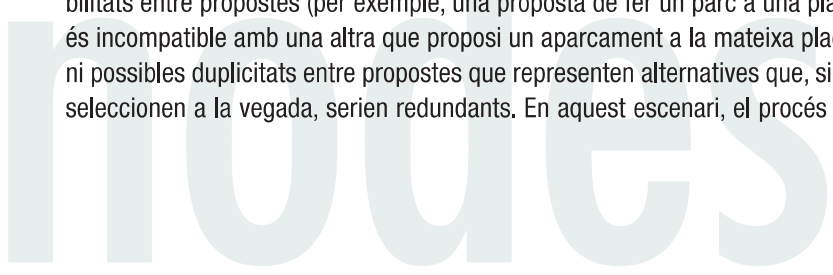 bilitats entre propostes (per exemple, una proposta de fer un parc a una pla
és incompatible amb una altra que proposi un aparcament a la mateixa plaç
ni possibles duplicitats entre propostes que representen alternatives que, si
seleccionen a la vegada, serien redundants. En aquest escenari, el procés
nodes